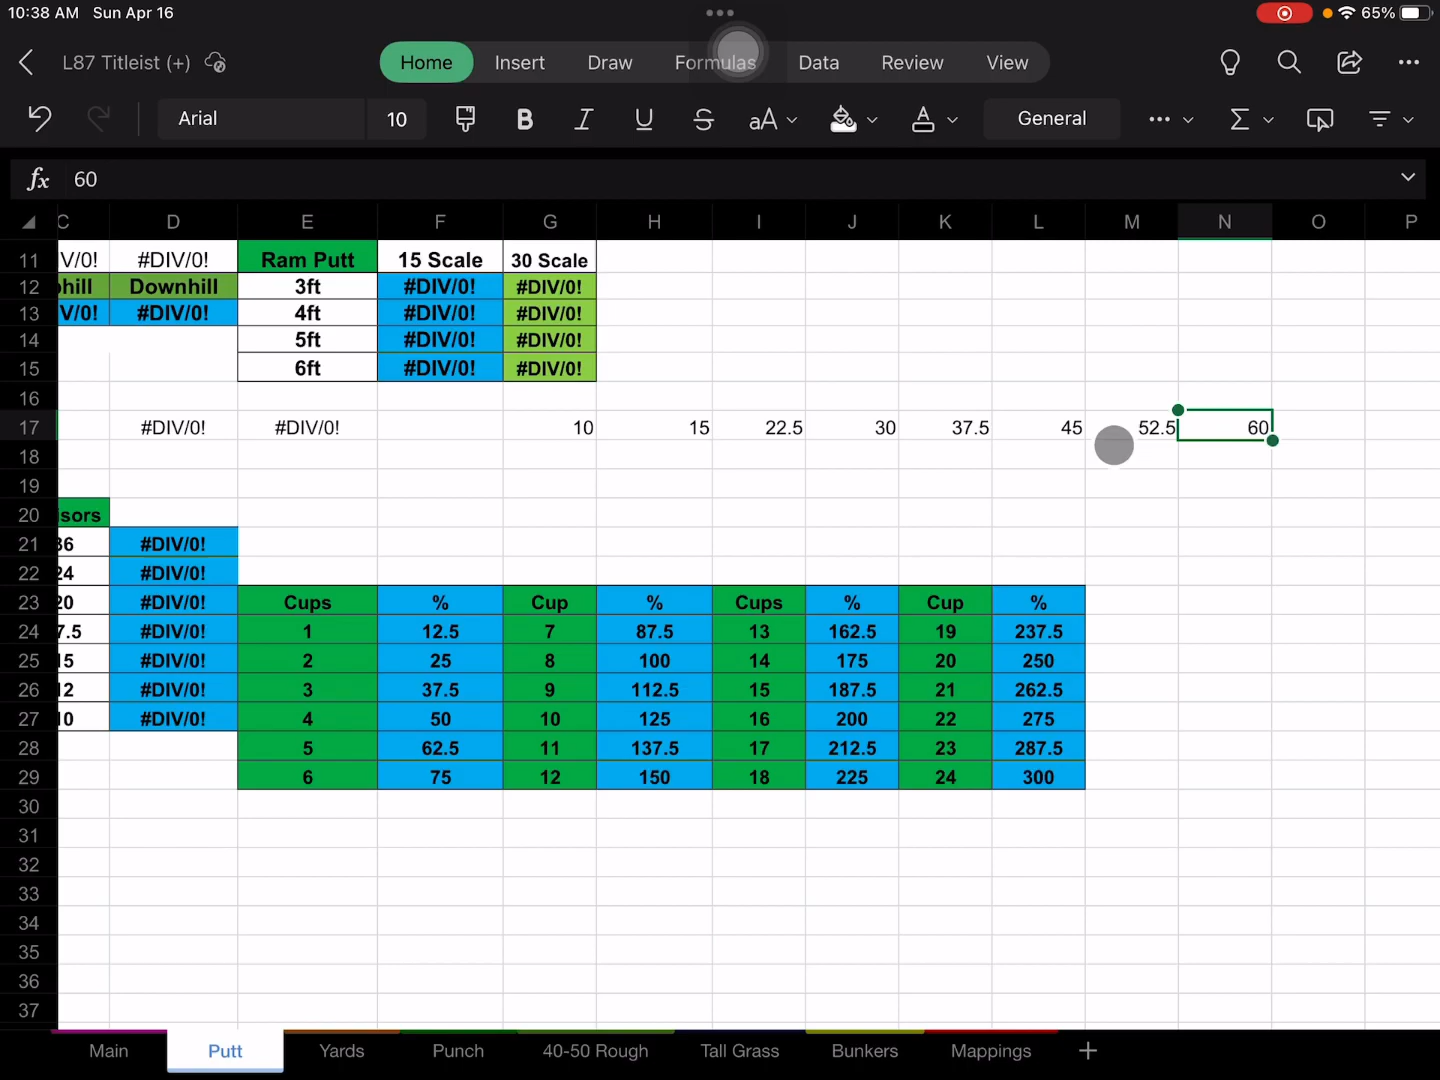 10:38 AM Sun Apr 16 65%
L87 Titleist (+) Home Insert Draw Formulas Data Review View
Arial 10 B I U S aA A General Σ
fx 60
C D E F G H I J K L M N O P
11 V/0! #DIV/0! Ram Putt 15 Scale 30 Scale
12 hill Downhill 3ft #DIV/0! #DIV/0!
13 V/0! #DIV/0! 4ft #DIV/0! #DIV/0!
14 5ft #DIV/0! #DIV/0!
15 6ft #DIV/0! #DIV/0!
16
17 #DIV/0! #DIV/0! 10 15 22.5 30 37.5 45 52.5 60
18
19
20 isors
21 36 #DIV/0!
22 24 #DIV/0!
23 20 #DIV/0! Cups % Cup % Cups % Cup %
24 7.5 #DIV/0! 1 12.5 7 87.5 13 162.5 19 237.5
25 15 #DIV/0! 2 25 8 100 14 175 20 250
26 12 #DIV/0! 3 37.5 9 112.5 15 187.5 21 262.5
27 10 #DIV/0! 4 50 10 125 16 200 22 275
28 5 62.5 11 137.5 17 212.5 23 287.5
29 6 75 12 150 18 225 24 300
30
31
32
33
34
35
36
37
Main Putt Yards Punch 40-50 Rough Tall Grass Bunkers Mappings +